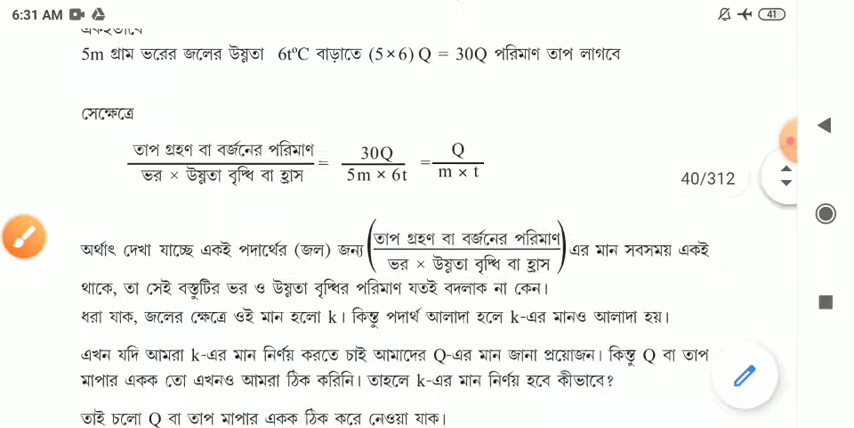 6:31 AM
41
5m গ্রাম ভরের জলের উষ্ণতা 6t°C বাড়াতে (5×6) Q = 30Q পরিমাণ তাপ লাগবে
সেক্ষেত্রে
তাপ গ্রহণ বা বর্জনের পরিমাণ / ভর × উষ্ণতা বৃদ্ধি বা হ্রাস = 30Q / 5m × 6t = Q / m × t
40/312
অর্থাৎ দেখা যাচ্ছে একই পদার্থের (জল) জন্য (তাপ গ্রহণ বা বর্জনের পরিমাণ / ভর × উষ্ণতা বৃদ্ধি বা হ্রাস) এর মান সবসময় একই
থাকে, তা সেই বস্তুটির ভর ও উষ্ণতা বৃদ্ধির পরিমাণ যতই বদলাক না কেন।
ধরা যাক, জলের ক্ষেত্রে ওই মান হলো k। কিন্তু পদার্থ আলাদা হলে k-এর মানও আলাদা হয়।
এখন যদি আমরা k-এর মান নির্ণয় করতে চাই আমাদের Q-এর মান জানা প্রয়োজন। কিন্তু Q বা তাপ
মাপার একক তো এখনও আমরা ঠিক করিনি। তাহলে k-এর মান নির্ণয় হবে কীভাবে?
তাই চলো Q বা তাপ মাপার একক ঠিক করে নেওয়া যাক।